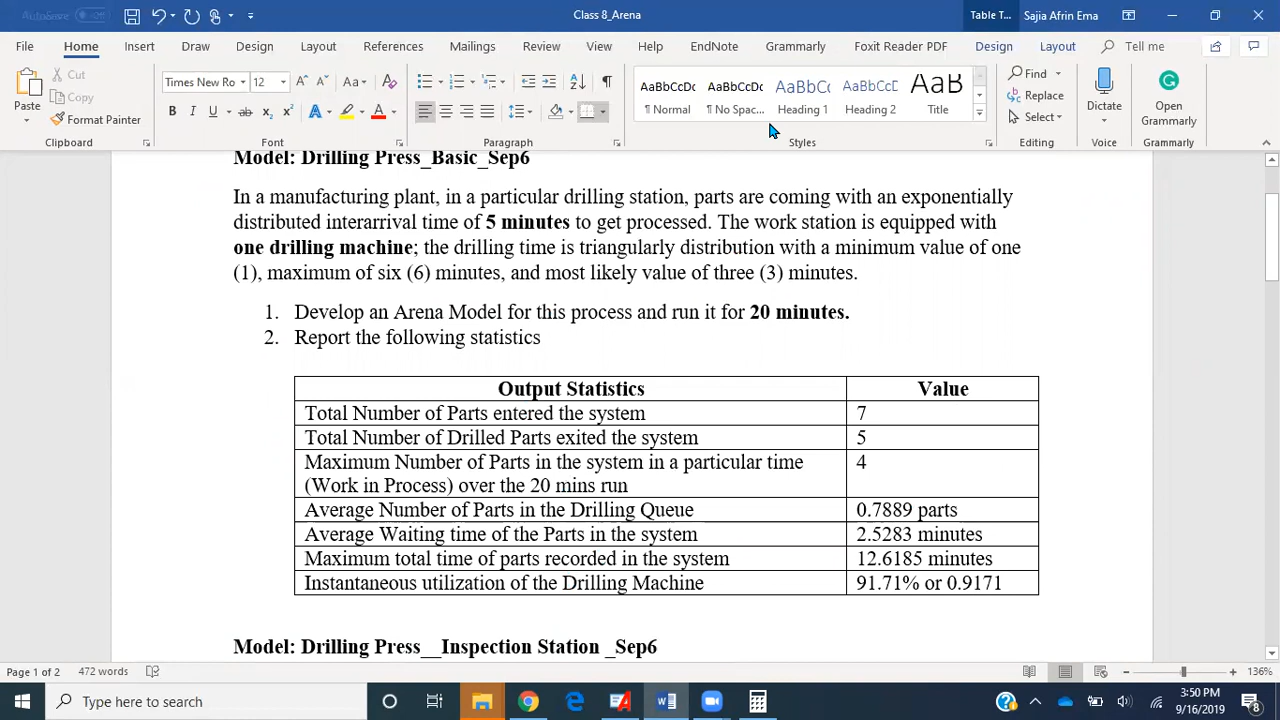 AutoSave
Class 8_Arena
Table T...
Sajia Afrin Ema
File
Home
Insert
Draw
Design
Layout
References
Mailings
Review
View
Help
EndNote
Grammarly
Foxit Reader PDF
Design
Layout
Tell me
Paste
Cut
Copy
Format Painter
Times New Ro
12
Aa
AaBbCcDc
¶ Normal
AaBbCcDc
¶ No Spac...
AaBbCc
Heading 1
AaBbCcD
Heading 2
AaB
Title
Find
Replace
Select
Dictate
Open
Grammarly
Clipboard
Font
Paragraph
Styles
Editing
Voice
Grammarly
Model: Drilling Press_Basic_Sep6
In a manufacturing plant, in a particular drilling station, parts are coming with an exponentially
distributed interarrival time of 5 minutes to get processed. The work station is equipped with
one drilling machine; the drilling time is triangularly distribution with a minimum value of one
(1), maximum of six (6) minutes, and most likely value of three (3) minutes.
1. Develop an Arena Model for this process and run it for 20 minutes.
2. Report the following statistics
Output Statistics Value
Total Number of Parts entered the system 7
Total Number of Drilled Parts exited the system 5
Maximum Number of Parts in the system in a particular time 4
(Work in Process) over the 20 mins run
Average Number of Parts in the Drilling Queue 0.7889 parts
Average Waiting time of the Parts in the system 2.5283 minutes
Maximum total time of parts recorded in the system 12.6185 minutes
Instantaneous utilization of the Drilling Machine 91.71% or 0.9171
Model: Drilling Press__Inspection Station _Sep6
Page 1 of 2
472 words
136%
Type here to search
3:50 PM
9/16/2019
8